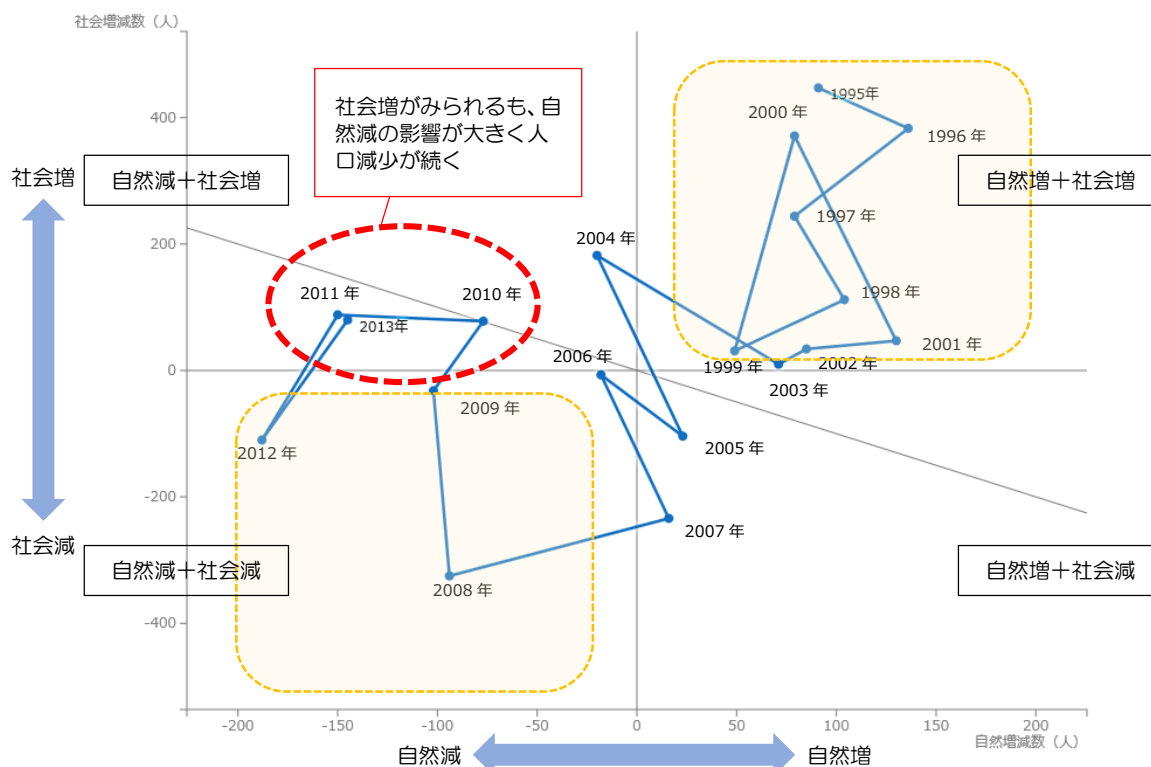 社会増減数（人）
社会増がみられるも、自
然減の影響が大きく人
口減少が続く
2000 年
1995年
1996 年
400
社会増
自然減＋社会増
自然増＋社会増
1997 年
200
2004 年
1998 年
2011 年
2010 年
2013年
2001 年
2006 年
1999 年
2002 年
0
2003 年
2009 年
2012 年
2005 年
-200
2007 年
社会減
自然減＋社会減
自然増＋社会減
2008 年
-400
-200
-150
-100
-50
0
50
100
150
200
自然増減数（人）
自然減
自然増